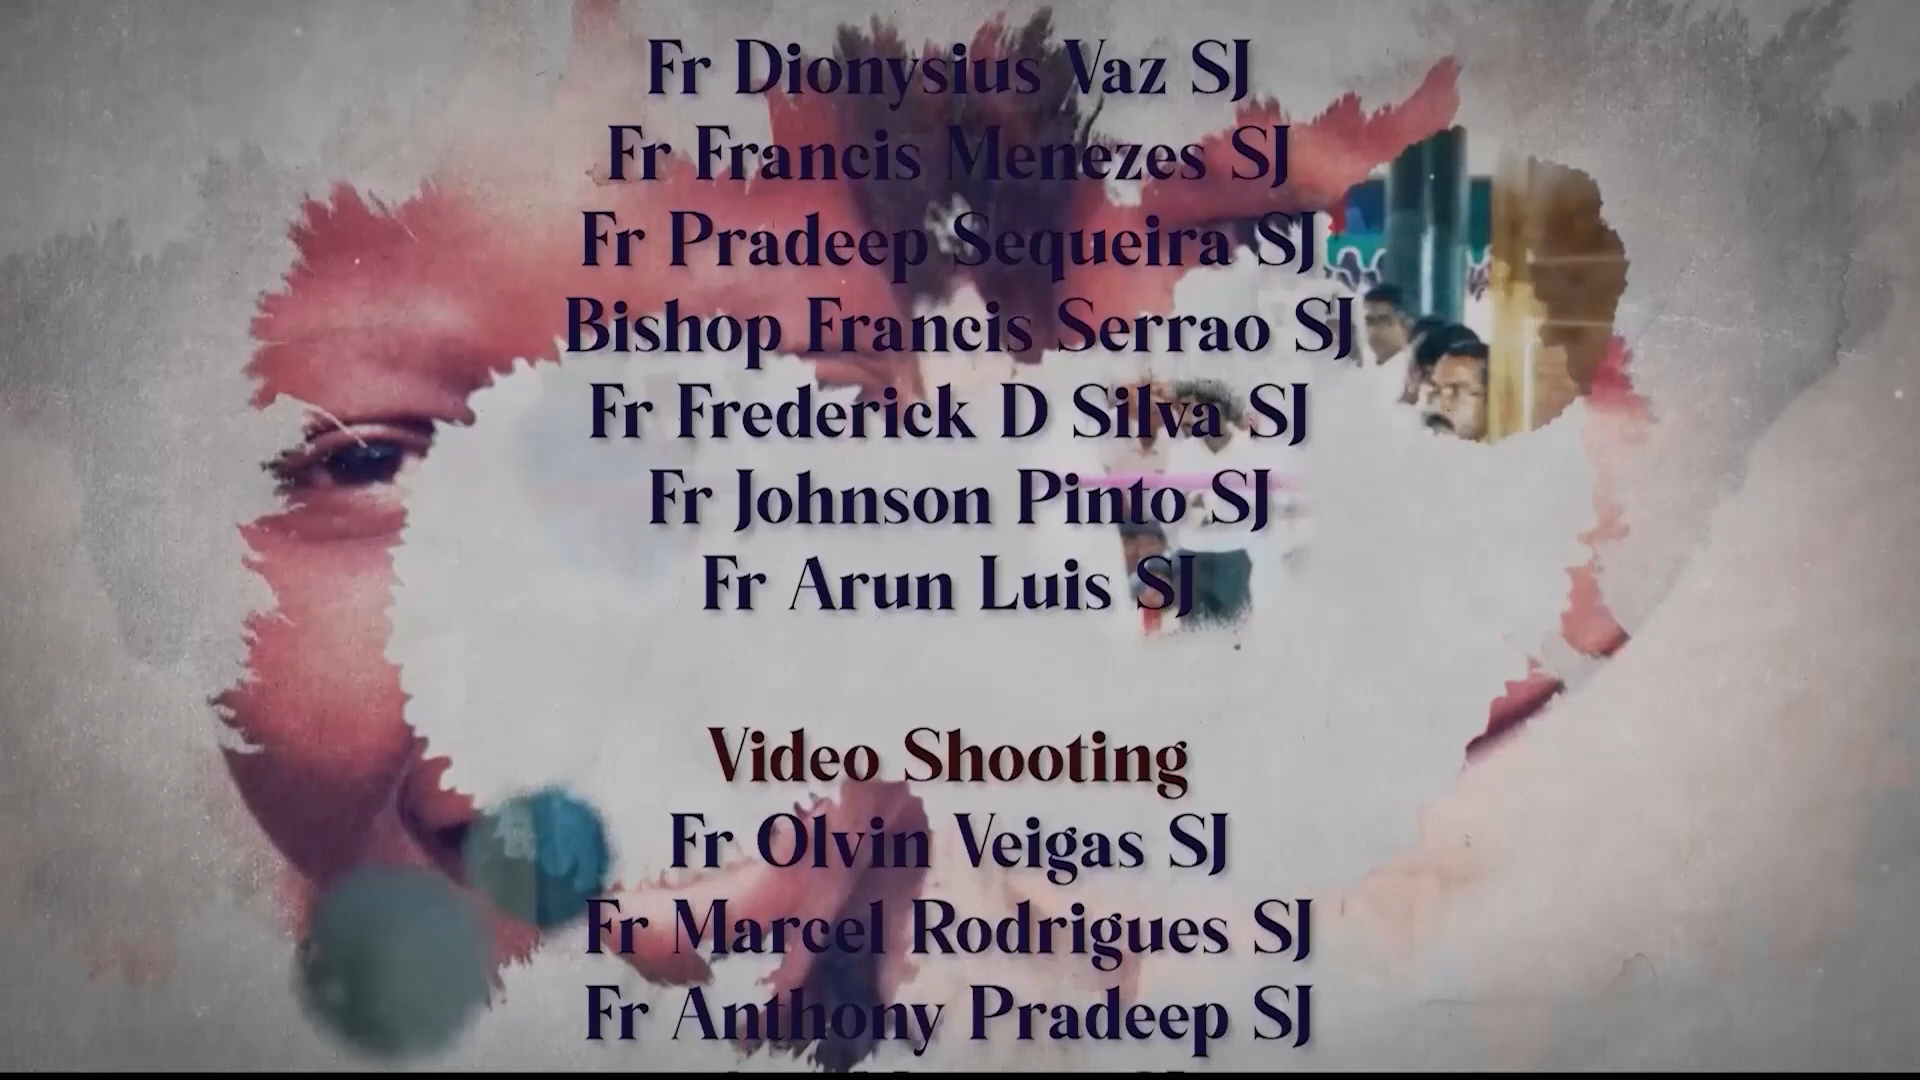 Fr Dionysius Vaz SJ
Fr Francis Menezes SJ
Fr Pradeep Sequeira SJ
Bishop Francis Serrao SJ
Fr Frederick D Silva SJ
Fr Johnson Pinto SJ
Fr Arun Luis SJ
Video Shooting
Fr Olvin Veigas SJ
Fr Marcel Rodrigues SJ
Fr Anthony Pradeep SJ